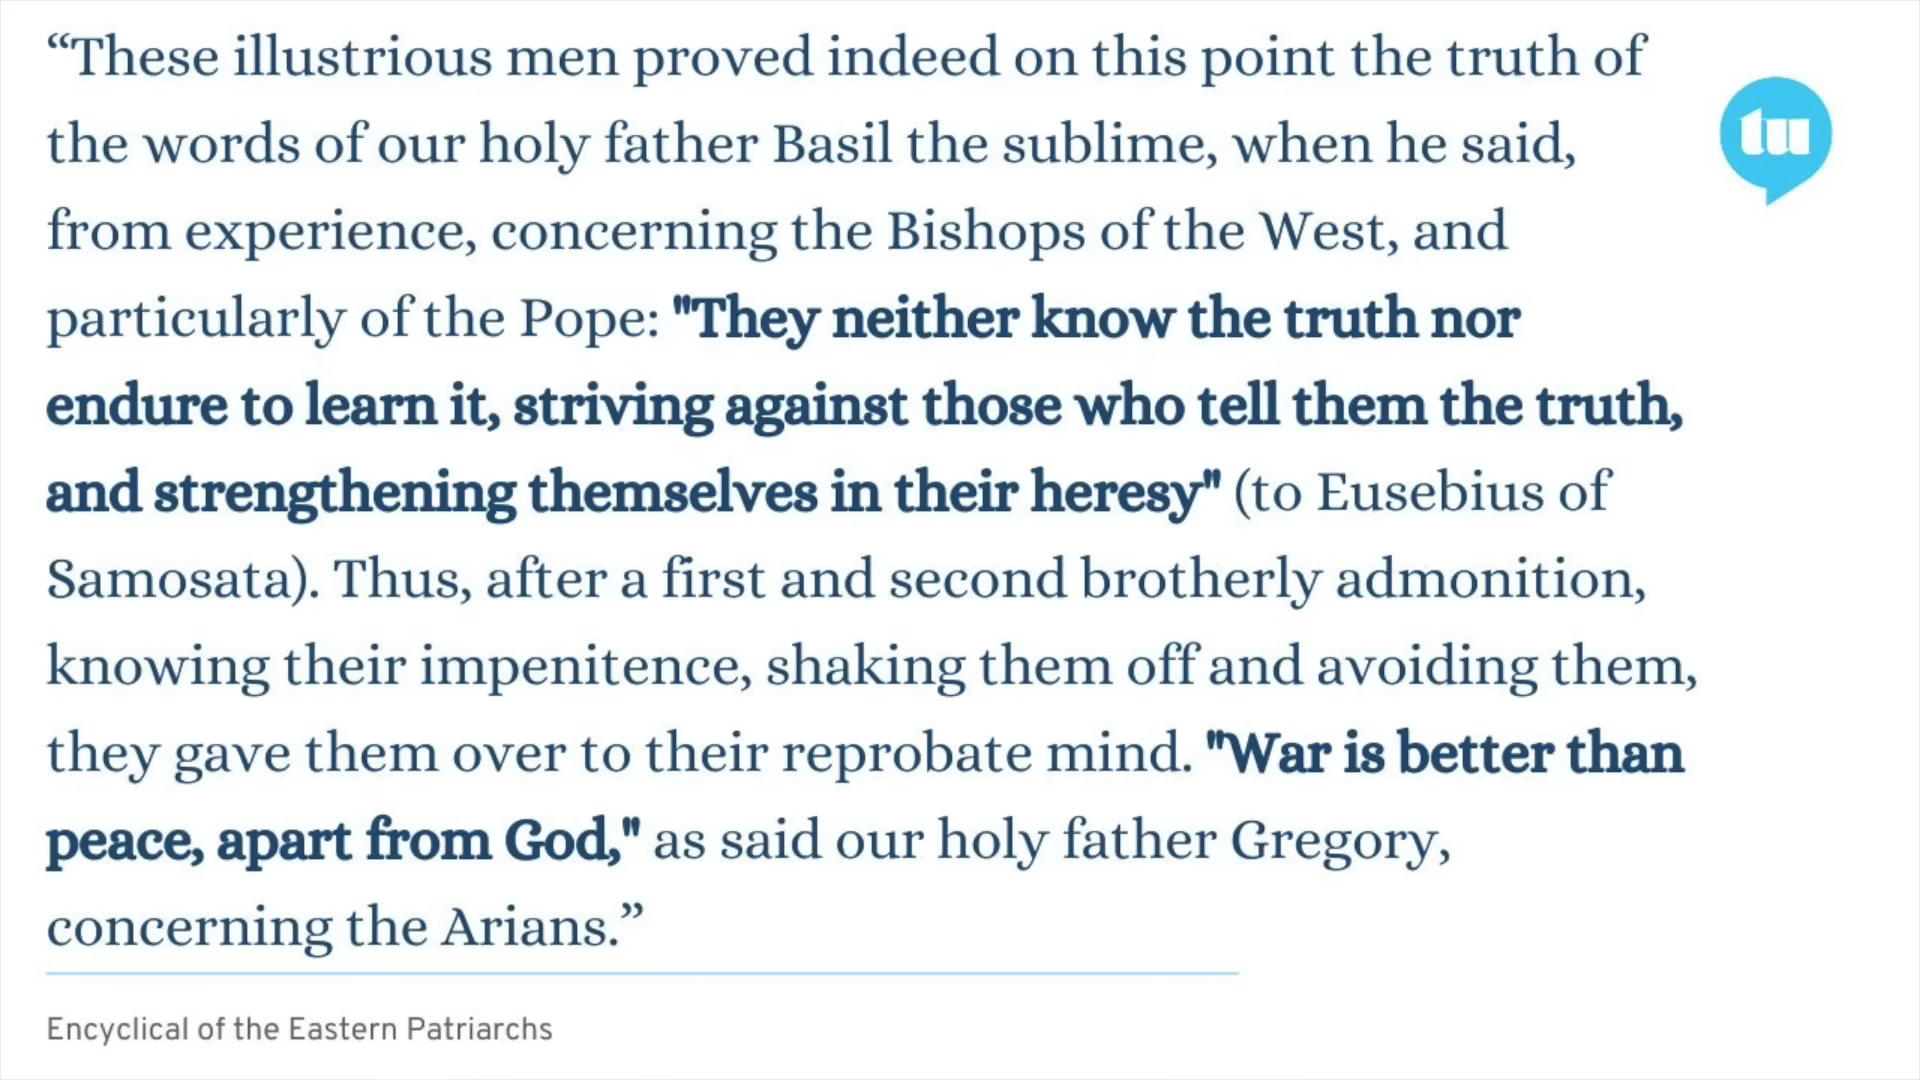 “These illustrious men proved indeed on this point the truth of
the words of our holy father Basil the sublime, when he said,
from experience, concerning the Bishops of the West, and
particularly of the Pope: "They neither know the truth nor
endure to learn it, striving against those who tell them the truth,
and strengthening themselves in their heresy" (to Eusebius of
Samosata). Thus, after a first and second brotherly admonition,
knowing their impenitence, shaking them off and avoiding them,
they gave them over to their reprobate mind. "War is better than
peace, apart from God," as said our holy father Gregory,
concerning the Arians.”
tu
Encyclical of the Eastern Patriarchs